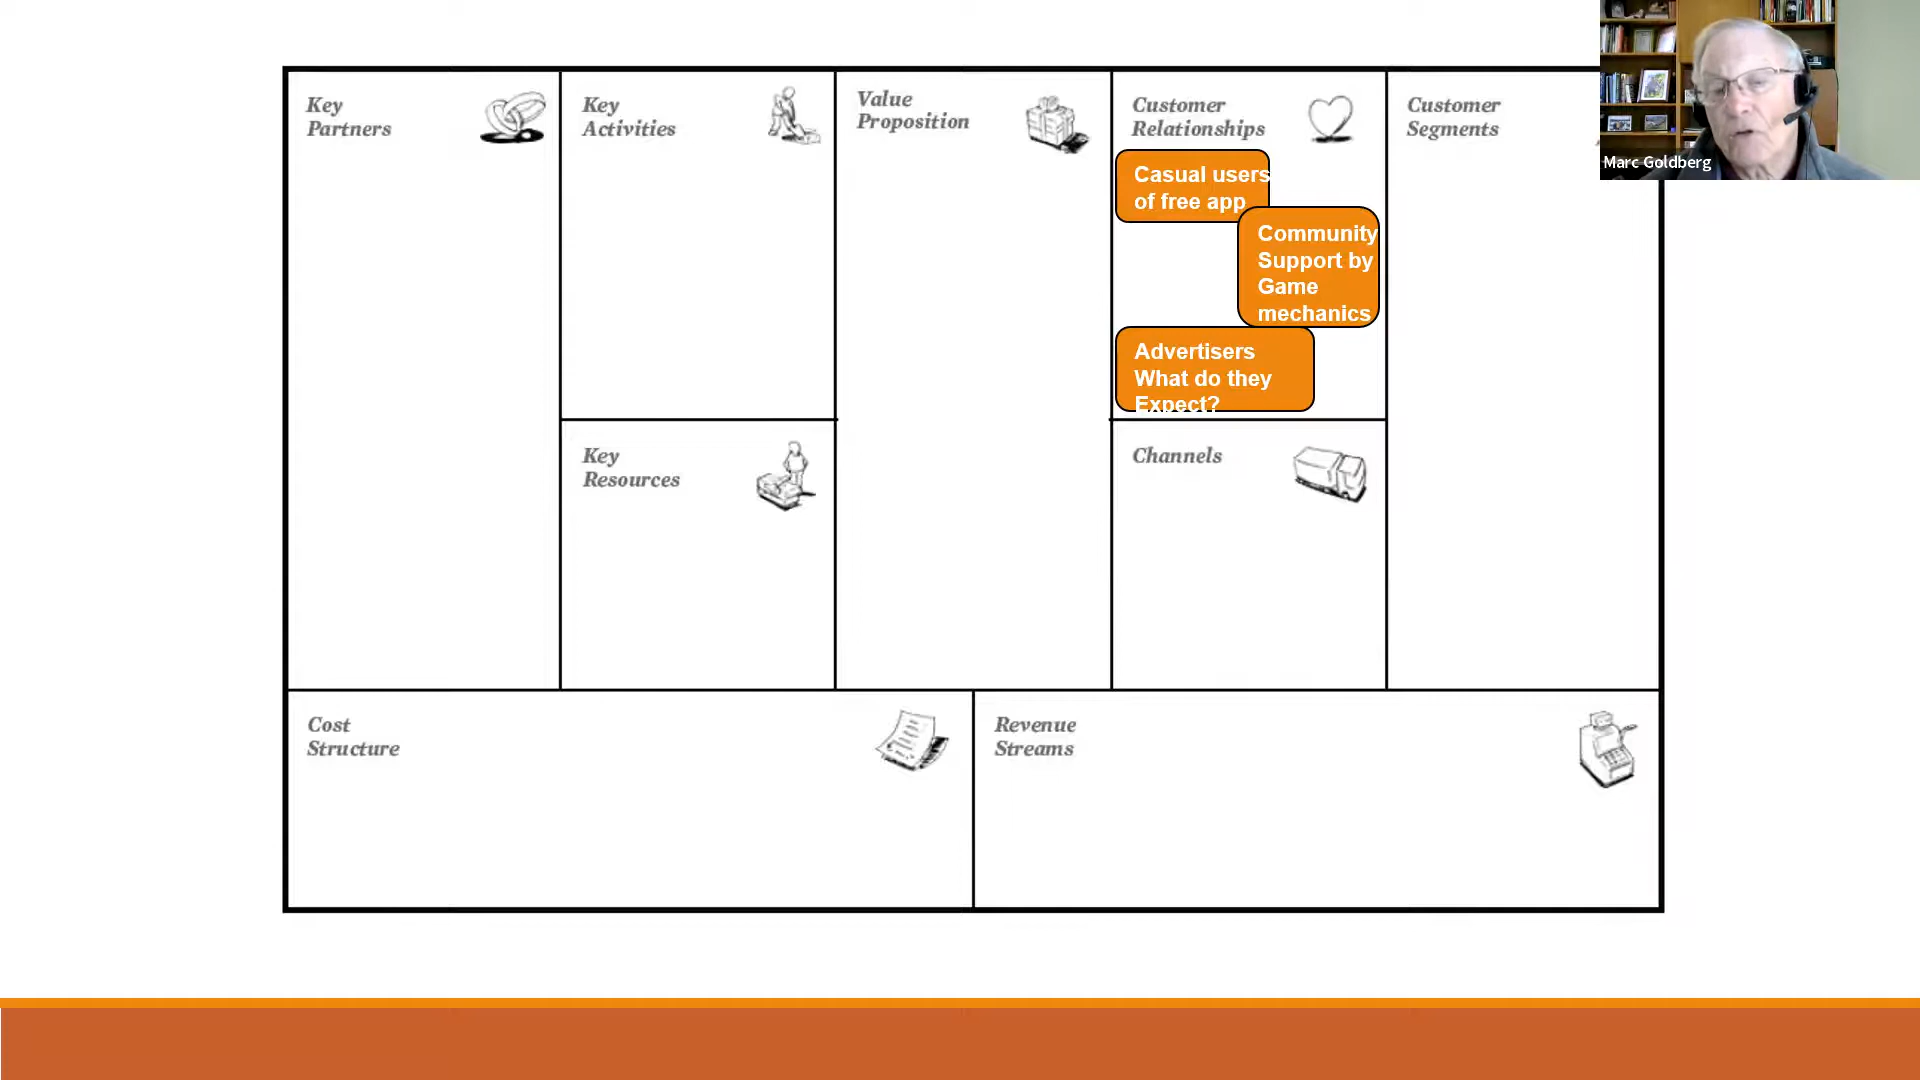 Key
Partners
Key
Activities
Value
Proposition
Customer
Relationships
Casual users
of free app
Community
Support by
Game
mechanics
Advertisers
What do they
Expect?
Customer
Segments
Marc Goldberg
Key
Resources
Channels
Cost
Structure
Revenue
Streams